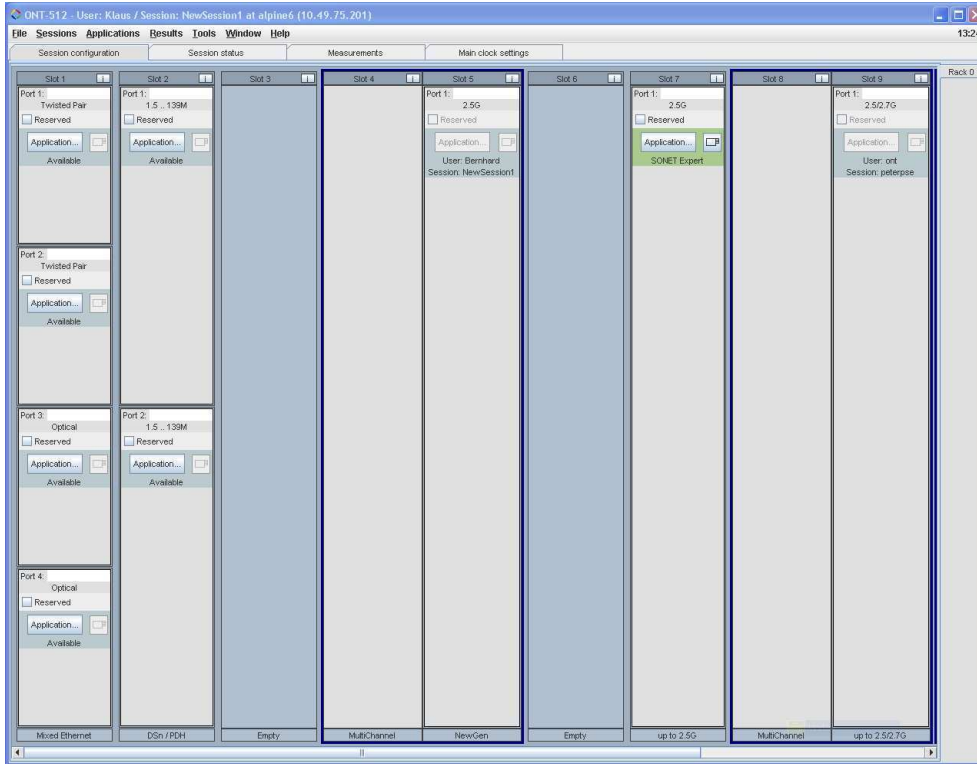 ONT-512 - User: Klaus / Session: NewSession1 at alpine6 (10.49.75.201)
File Sessions Applications Results Tools Window Help 13:24
Session configuration Session status Measurements Main clock settings
Rack 0
Slot 1 i Slot 2 i Slot 3 i Slot 4 i Slot 5 i Slot 6 i Slot 7 i Slot 8 i Slot 9 i
Port 1: Port 1: Port 1: Port 1: Port 1:
Twisted Pair 1.5 .. 139M 2.5G 2.5G 2.5/2.7G
Reserved Reserved Reserved Reserved Reserved
Application... Application... Application... Application... Application...
Available Available User: Bernhard SONET Expert User: ont
Session: NewSession1 Session: peterpse
Port 2:
Twisted Pair
Reserved
Application...
Available
Port 3: Port 2:
Optical 1.5 .. 139M
Reserved Reserved
Application... Application...
Available Available
Port 4:
Optical
Reserved
Application...
Available
Mixed Ethernet DSn / PDH Empty MultiChannel NewGen Empty up to 2.5G MultiChannel up to 2.5/2.7G